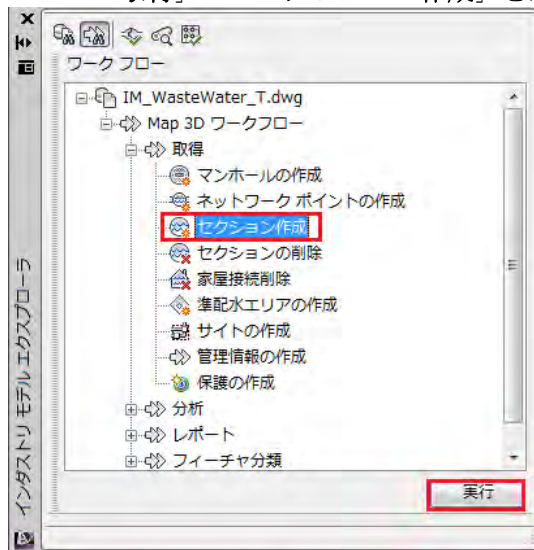 ワーク フロー
IM_WasteWater_T.dwg
Map 3D ワークフロー
取得
マンホールの作成
ネットワーク ポイントの作成
セクション作成
セクションの削除
家屋接続削除
準配水エリアの作成
サイトの作成
管理情報の作成
保護の作成
分析
レポート
フィーチャ分類
実行
インダストリ モデル エクスプローラ